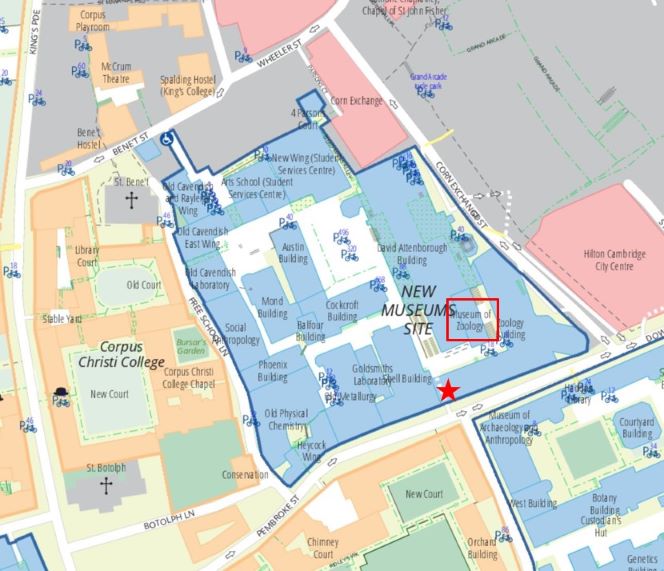 KING'S PDE
Corpus
Playroom
McCrum
Theatre
Spalding Hostel
(King's College)
WHEELER ST
Chapel of St John Fisher
GRAND ARCADE
GRAND ARCADE
Grand Arcade
cycle park
Corn Exchange
4 Parsons
Court
Bene't
Hostel
BENET ST
New Wing (Student
Services Centre)
Arts School (Student
Services Centre)
St. Bene't
Old Cavendish
and Rayleigh
Wing
Old Cavendish
East Wing
Austin
Building
David Attenborough
Building
CORN EXCHANGE ST
Hilton Cambridge
City Centre
Library
Court
Old Court
Old Cavendish
Laboratory
Mond
Building
Cockcroft
Building
NEW
MUSEUMS
SITE
Museum of
Zoology
Zoology
Building
Stable Yard
FREE SCHOOL LN
Social
Anthropology
Balfour
Building
Corpus
Christi College
Bursar's
Garden
Corpus Christi
College Chapel
Phoenix
Building
Goldsmiths
Laboratory
Shell Building
Metallurgy
New Court
Old Physical
Chemistry
Heycock
Wing
Museum of
Archaeology and
Anthropology
Haddon
Library
Courtyard
Building
St. Botolph
Conservation
BOTOLPH LN
PEMBROKE ST
New Court
West Building
Botany
Building
Custodian's
Hut
Chimney
Court
Orchard
Building
Genetics
Building